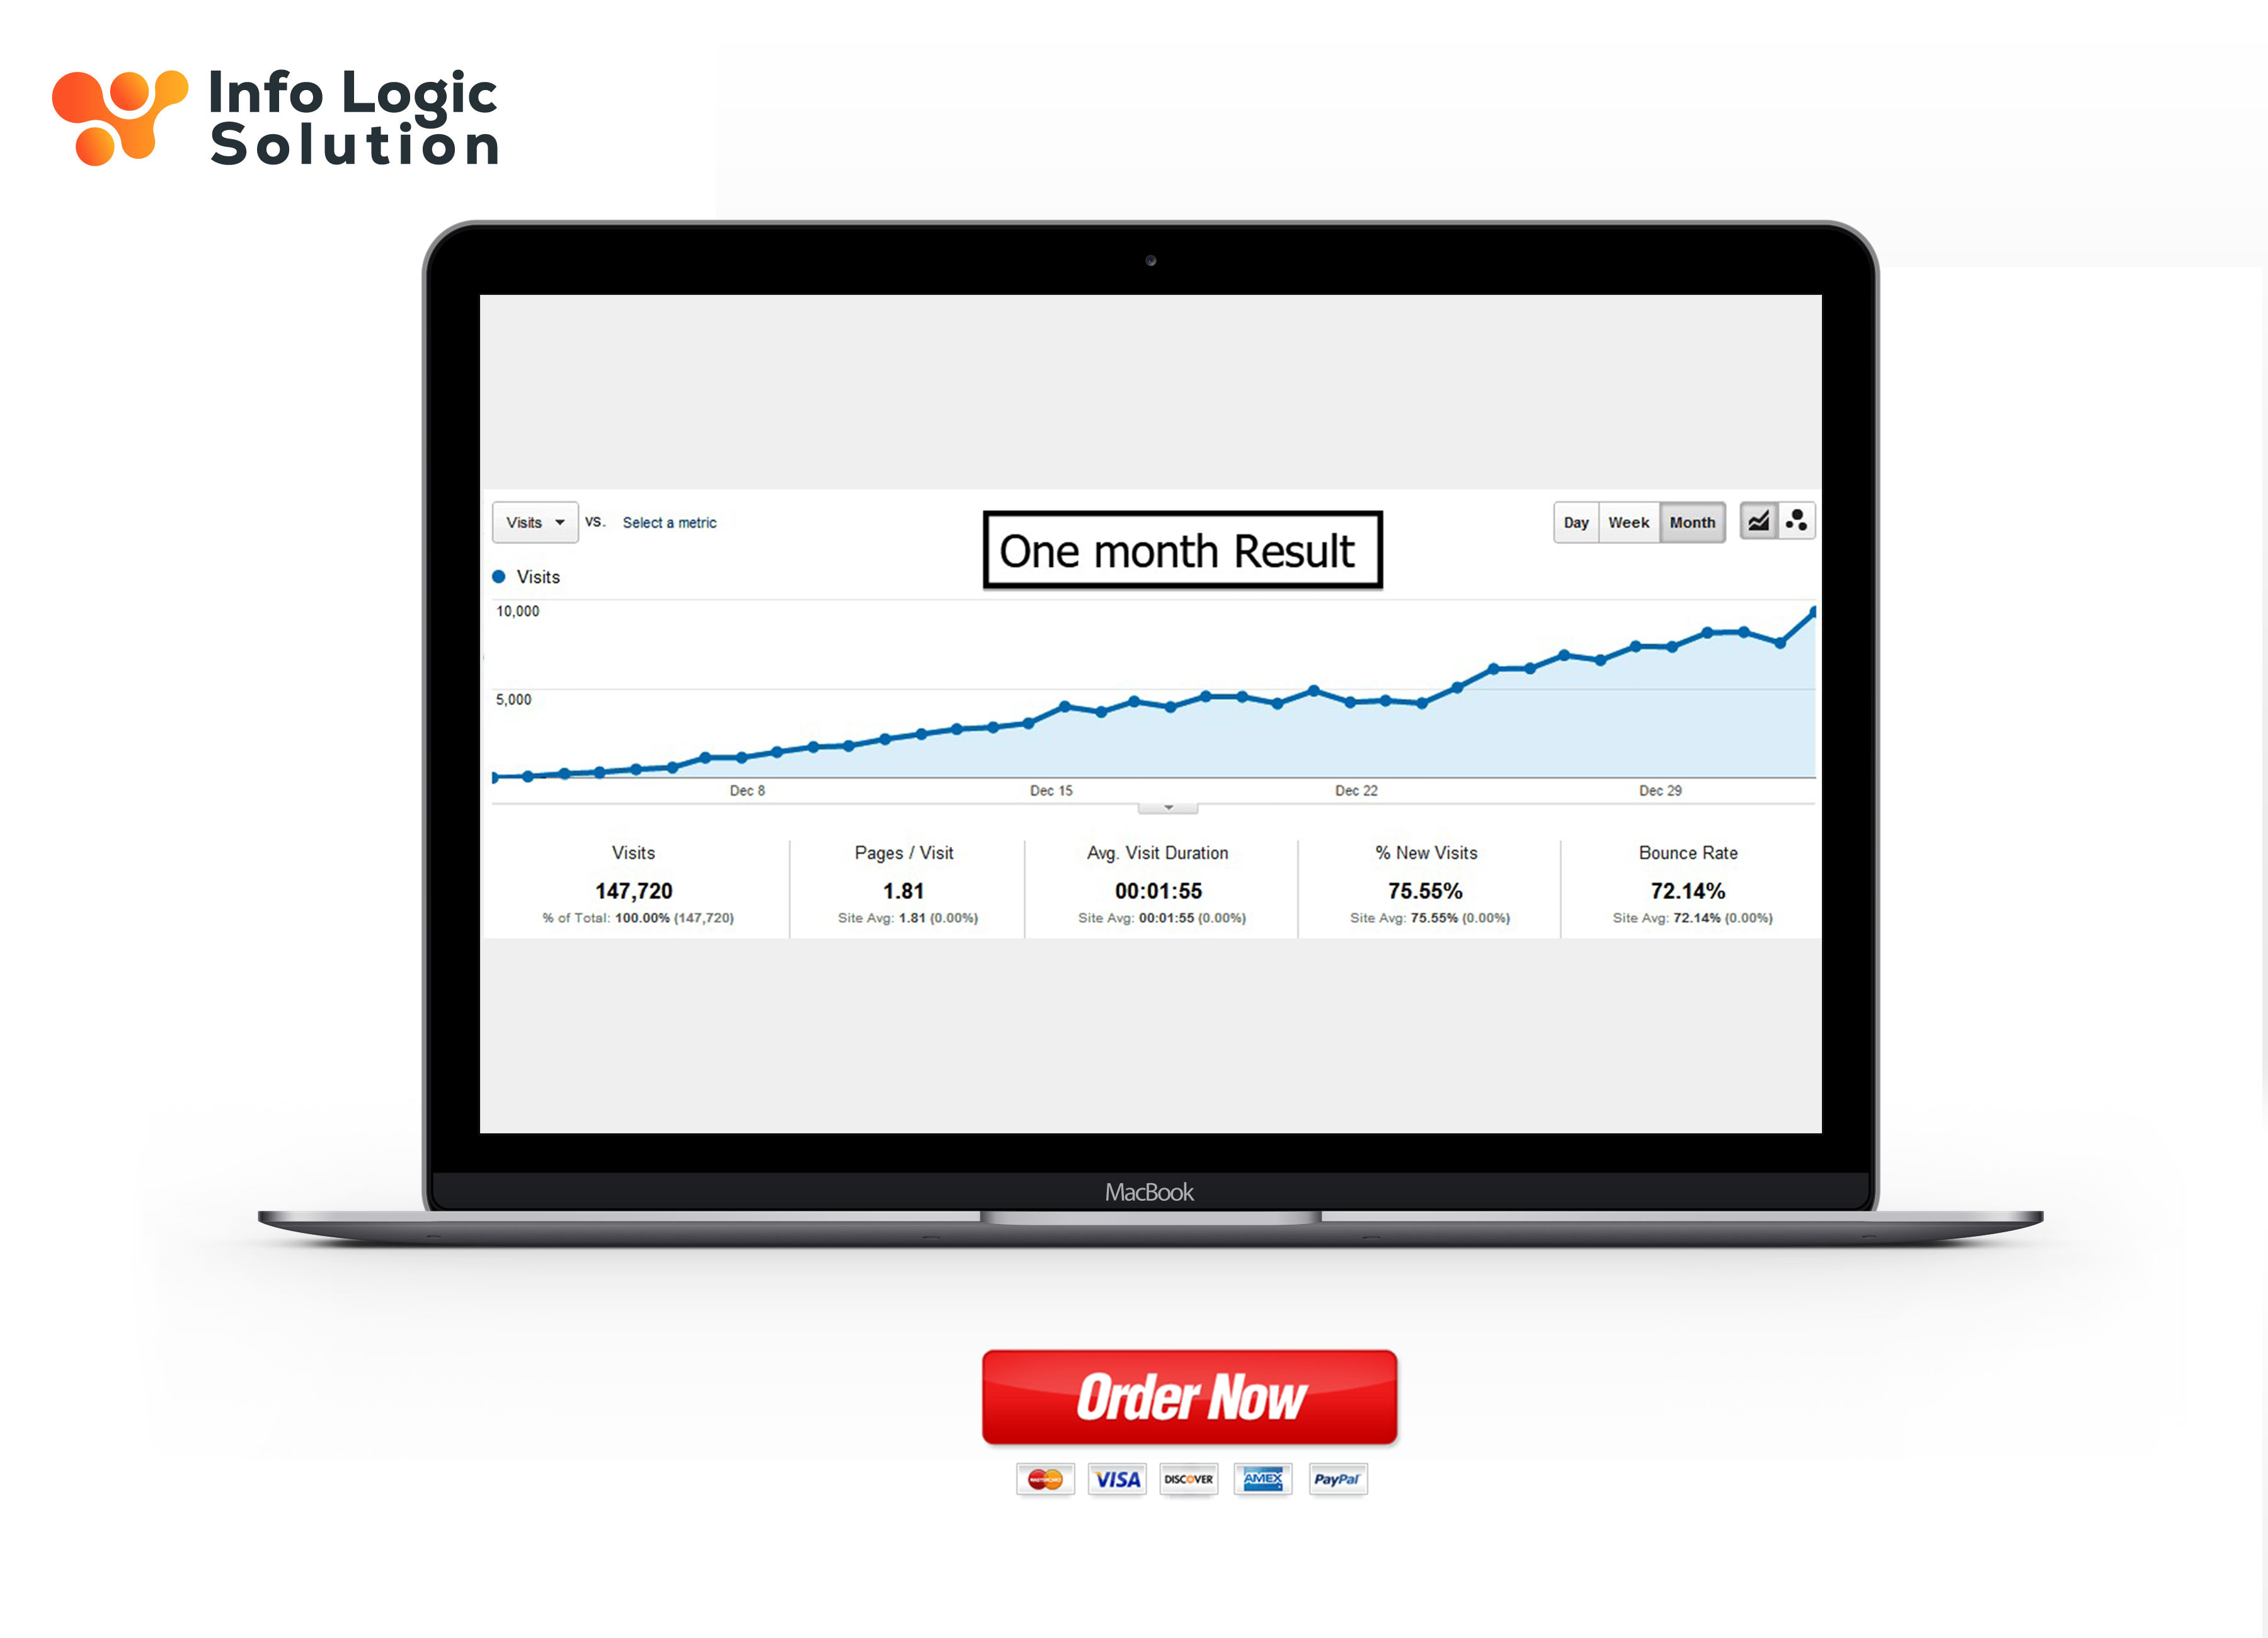 Info Logic
Solution
Visits
vs.
Select a metric
One month Result
Day
Week
Month
Visits
10,000
5,000
Dec 8
Dec 15
Dec 22
Dec 29
Visits
147,720
% of Total: 100.00% (147,720)
Pages / Visit
1.81
Site Avg: 1.81 (0.00%)
Avg. Visit Duration
00:01:55
Site Avg: 00:01:55 (0.00%)
% New Visits
75.55%
Site Avg: 75.55% (0.00%)
Bounce Rate
72.14%
Site Avg: 72.14% (0.00%)
MacBook
Order Now
MasterCard
VISA
DISCOVER
AMEX
PayPal